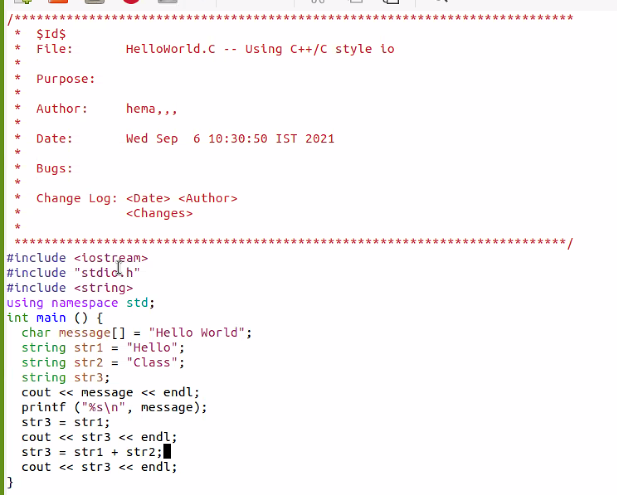 /***************************************************************************
* $Id$
* File: HelloWorld.C -- Using C++/C style io
*
* Purpose:
*
* Author: hema,,,
*
* Date: Wed Sep  6 10:30:50 IST 2021
*
* Bugs:
*
* Change Log: <Date> <Author>
* <Changes>
*
***************************************************************************/
#include <iostream>
#include "stdio.h"
#include <string>
using namespace std;
int main () {
  char message[] = "Hello World";
  string str1 = "Hello";
  string str2 = "Class";
  string str3;
  cout << message << endl;
  printf ("%s\n", message);
  str3 = str1;
  cout << str3 << endl;
  str3 = str1 + str2;
  cout << str3 << endl;
}